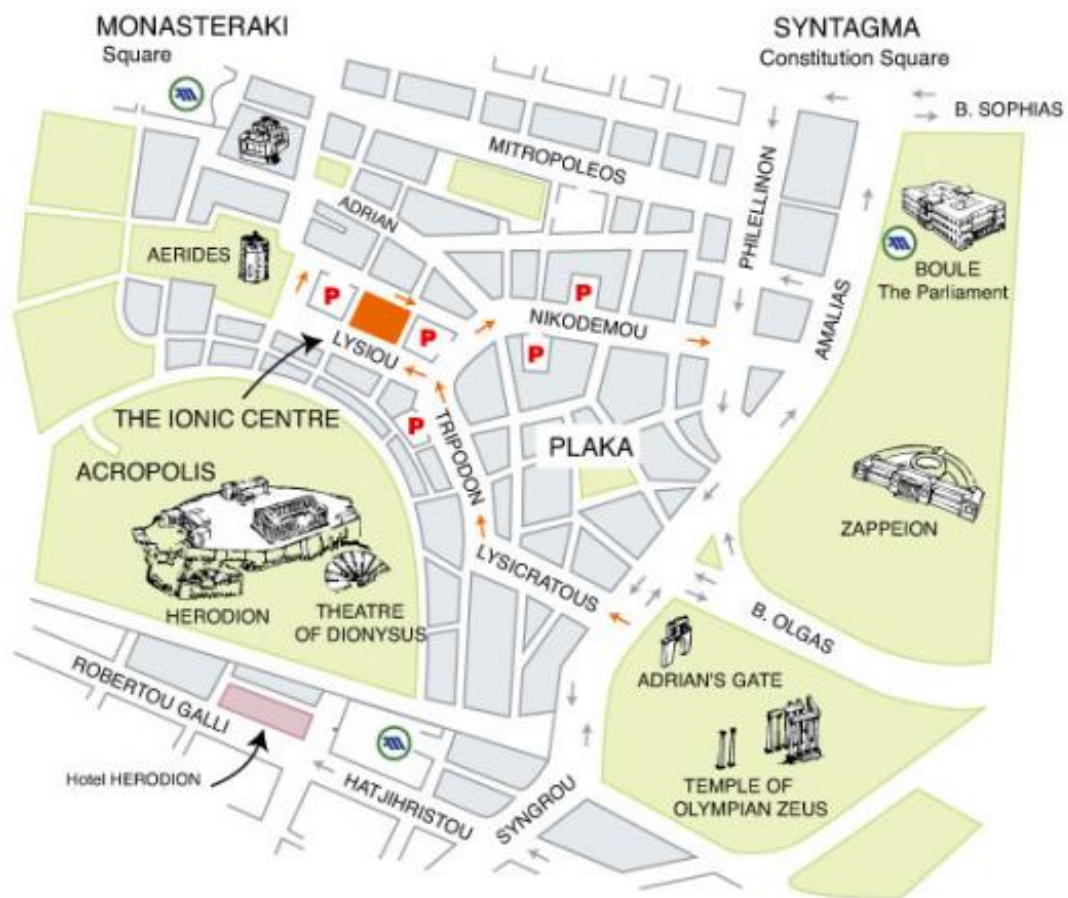 MONASTERAKI
Square
SYNTAGMA
Constitution Square
B. SOPHIAS
MITROPOLEOS
PHILELLINON
ADRIAN
AERIDES
BOULE
The Parliament
AMALIAS
P
P
NIKODEMOU
P
P
LYSIOU
THE IONIC CENTRE
P
TRIPODON
PLAKA
ACROPOLIS
ZAPPEION
LYSICRATOUS
HERODION
THEATRE
OF DIONYSUS
B. OLGAS
ADRIAN'S GATE
ROBERTOU GALLI
Hotel HERODION
HATJIHRISTOU
SYNGROU
TEMPLE OF
OLYMPIAN ZEUS